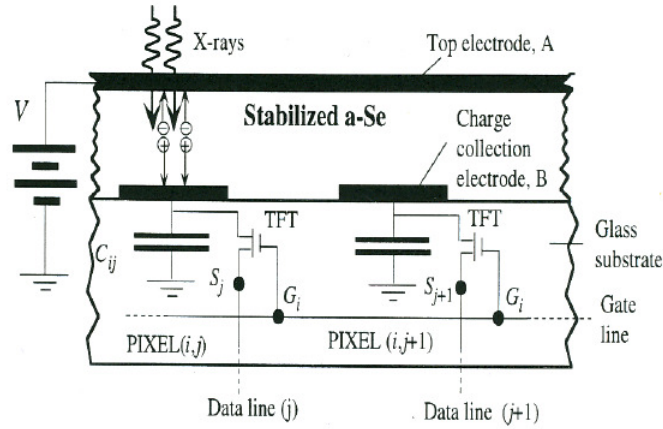 X-rays
Top electrode, A
V
Stabilized a-Se
Charge
collection
electrode, B
TFT
TFT
C_ij
S_j
G_i
S_j+1
G_i
Glass
substrate
Gate
line
PIXEL(i,j)
PIXEL (i,j+1)
Data line (j)
Data line (j+1)